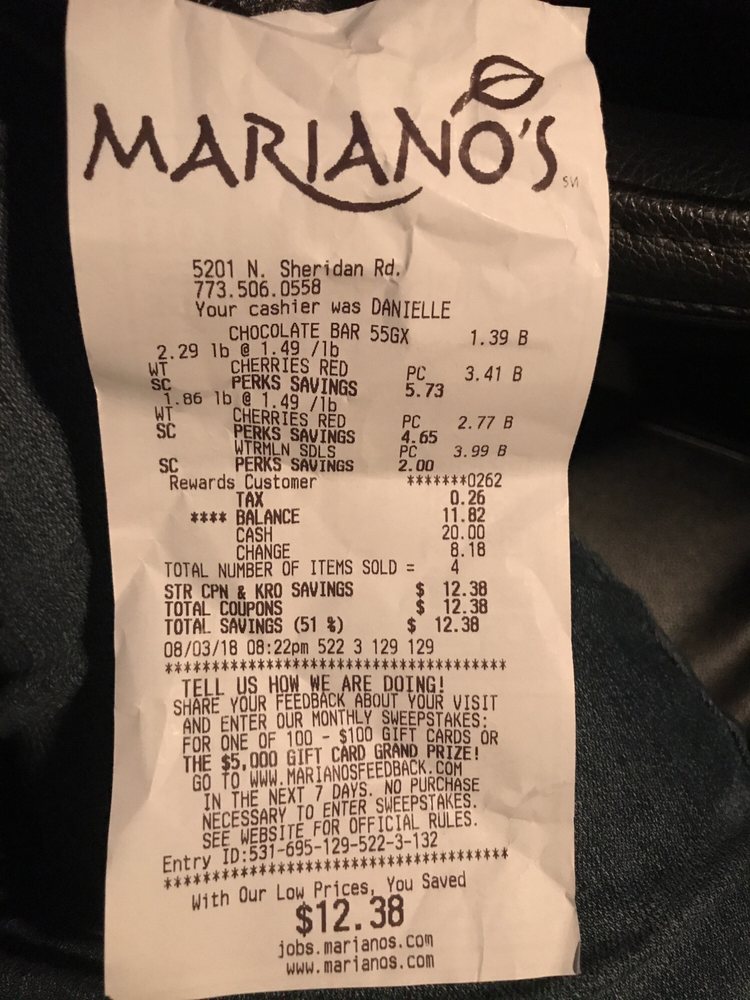 MARIANO'S
SM
5201 N. Sheridan Rd.
773.506.0558
Your cashier was DANIELLE
CHOCOLATE BAR 55GX 1.39 B
2.29 lb @ 1.49 /lb
WT CHERRIES RED PC 3.41 B
SC PERKS SAVINGS 5.73
1.86 lb @ 1.49 /lb
WT CHERRIES RED PC 2.77 B
SC PERKS SAVINGS 4.65
WTRMLN SDLS PC 3.99 B
SC PERKS SAVINGS 2.00
Rewards Customer *******0262
TAX 0.26
**** BALANCE 11.82
CASH 20.00
CHANGE 8.18
TOTAL NUMBER OF ITEMS SOLD = 4
STR CPN & KRO SAVINGS $ 12.38
TOTAL COUPONS $ 12.38
TOTAL SAVINGS (51 %) $ 12.38
08/03/18 08:22pm 522 3 129 129
**************************************
TELL US HOW WE ARE DOING!
SHARE YOUR FEEDBACK ABOUT YOUR VISIT
AND ENTER OUR MONTHLY SWEEPSTAKES:
FOR ONE OF 100 - $100 GIFT CARDS OR
THE $5,000 GIFT CARD GRAND PRIZE!
GO TO WWW.MARIANOSFEEDBACK.COM
IN THE NEXT 7 DAYS. NO PURCHASE
NECESSARY TO ENTER SWEEPSTAKES.
SEE WEBSITE FOR OFFICIAL RULES.
Entry ID:531-695-129-522-3-132
**************************************
With Our Low Prices, You Saved
$12.38
jobs.marianos.com
www.marianos.com